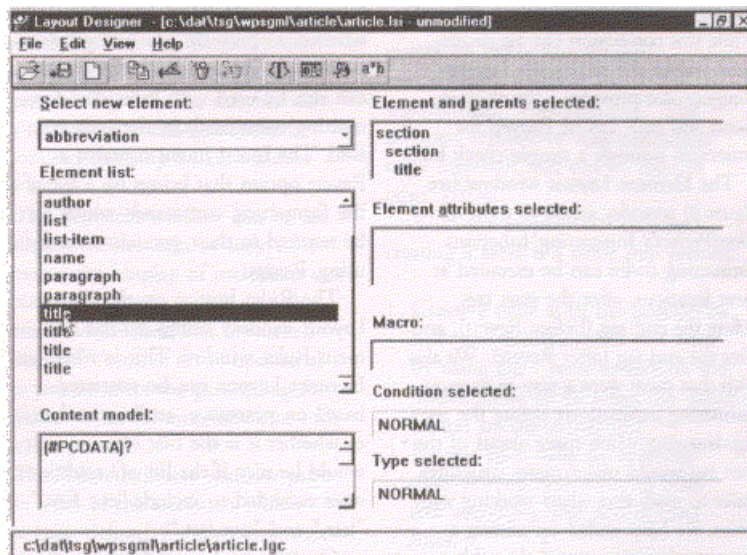 Layout Designer - [c:\dat\tsg\wpsgml\article\article.lsi - unmodified]
File Edit View Help
Select new element:
abbreviation
Element list:
author
list
list-item
name
paragraph
paragraph
title
title
title
title
Content model:
(#PCDATA)?
Element and parents selected:
section
section
title
Element attributes selected:
Macro:
Condition selected:
NORMAL
Type selected:
NORMAL
c:\dat\tsg\wpsgml\article\article.lgc